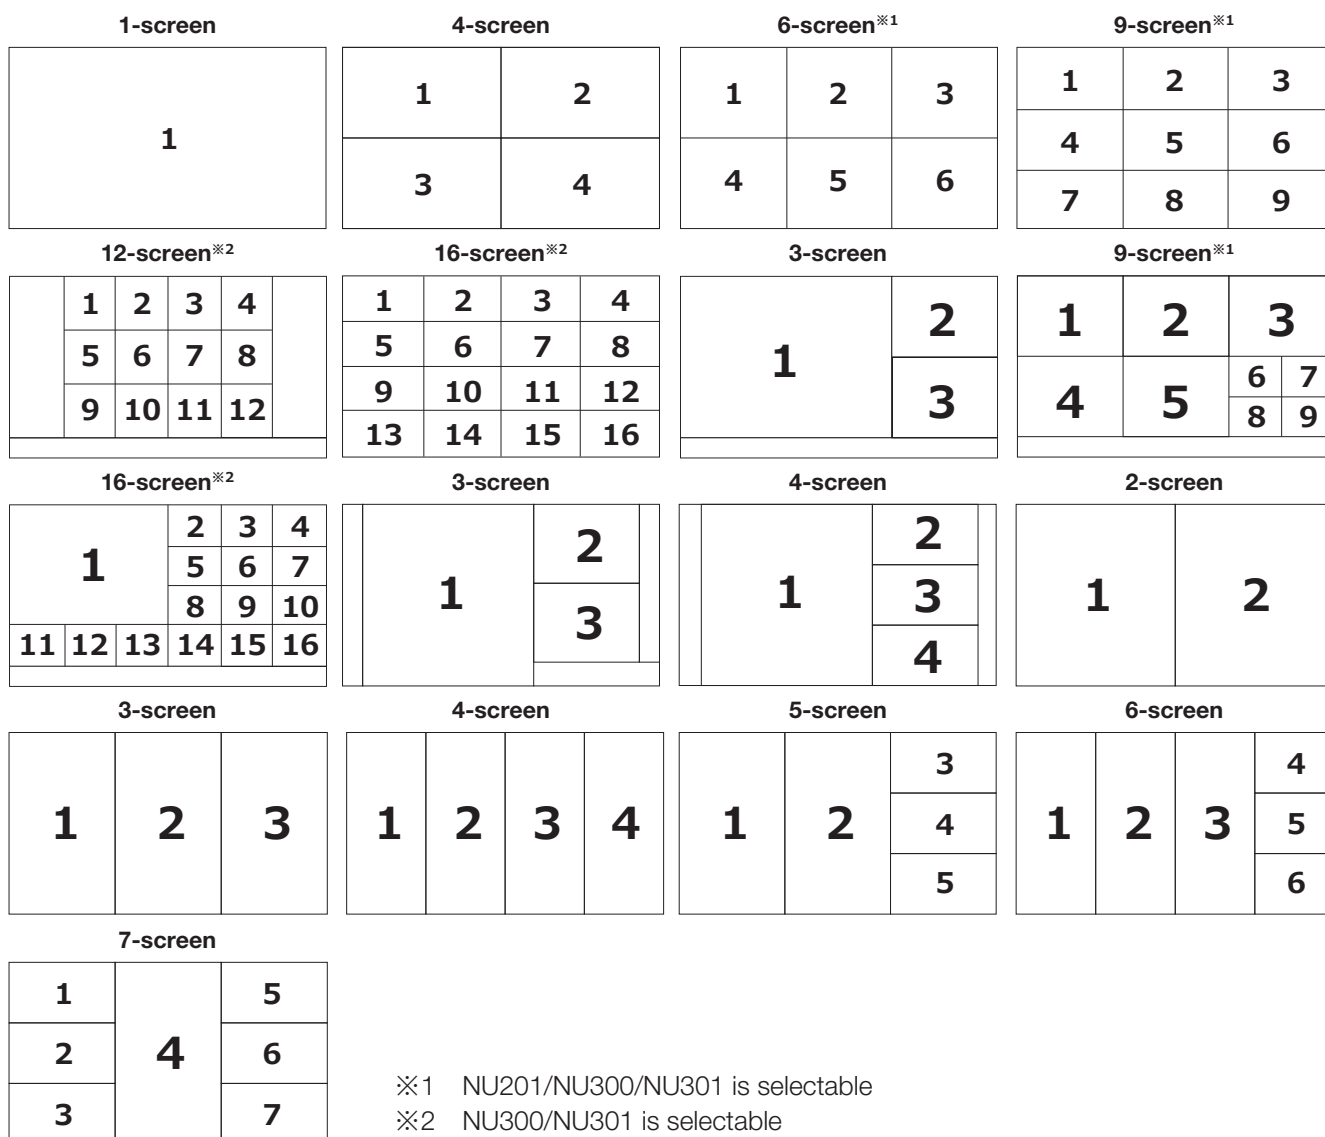 1-screen 4-screen 6-screen※1 9-screen※1
1
1 2
3 4
1 2 3
4 5 6
1 2 3
4 5 6
7 8 9
12-screen※2 16-screen※2 3-screen 9-screen※1
1 2 3 4
5 6 7 8
9 10 11 12
1 2 3 4
5 6 7 8
9 10 11 12
13 14 15 16
1
2
3
1 2 3
4 5
6 7
8 9
16-screen※2 3-screen 4-screen 2-screen
1
2 3 4
5 6 7
8 9 10
11 12 13 14 15 16
1
2
3
1
2
3
4
1 2
3-screen 4-screen 5-screen 6-screen
1 2 3
1 2 3 4
1 2
3
4
5
1 2 3
4
5
6
7-screen
1
2
3
4
5
6
7
※1 NU201/NU300/NU301 is selectable
※2 NU300/NU301 is selectable